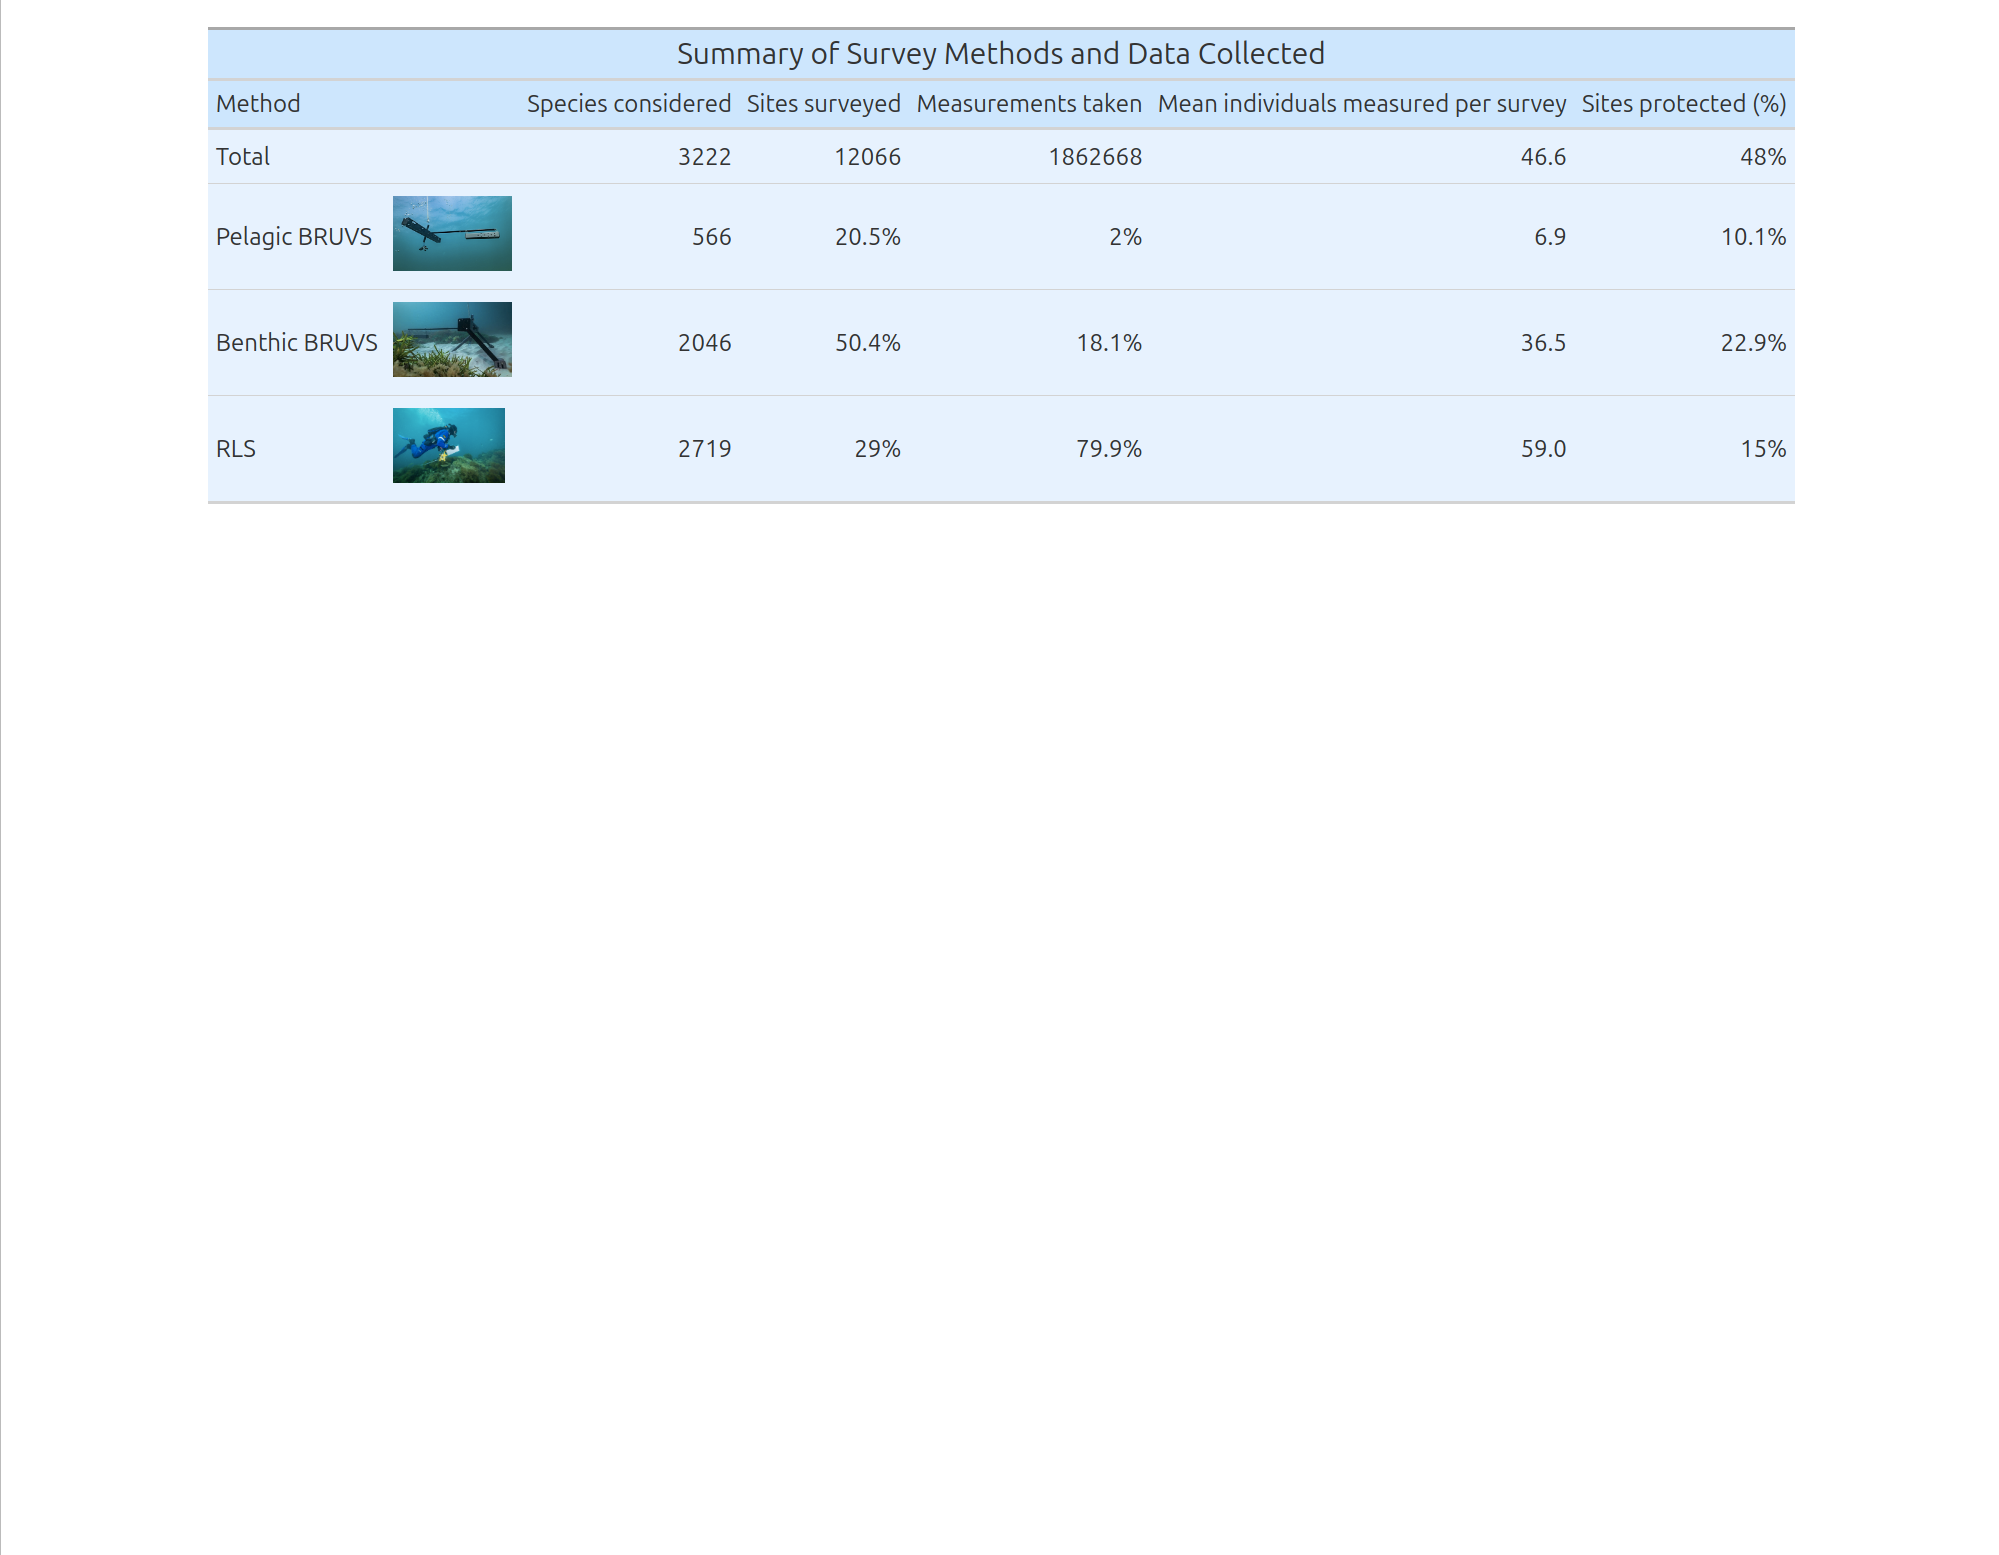 Summary of Survey Methods and Data Collected
Method Species considered Sites surveyed Measurements taken Mean individuals measured per survey Sites protected (%)
Total 3222 12066 1862668 46.6 48%
Pelagic BRUVS 566 20.5% 2% 6.9 10.1%
Benthic BRUVS 2046 50.4% 18.1% 36.5 22.9%
RLS 2719 29% 79.9% 59.0 15%